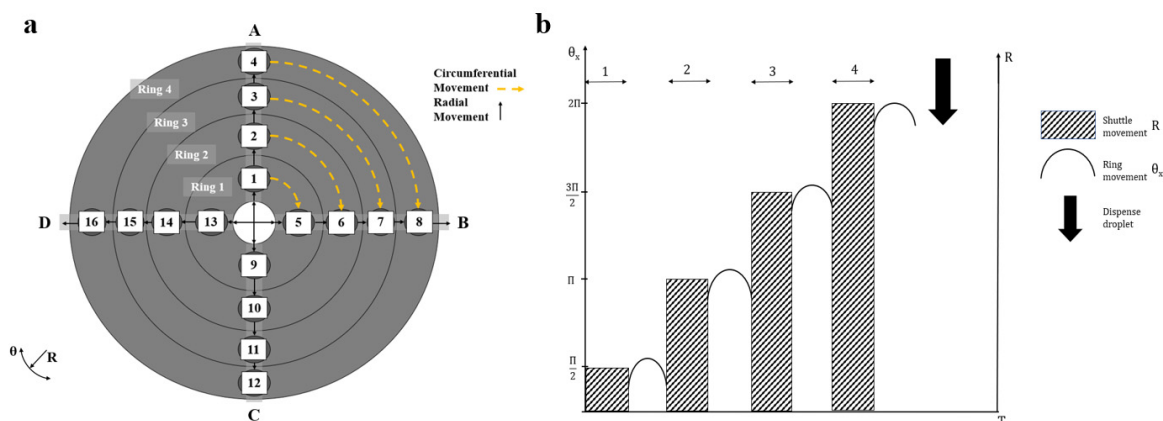 a
A
4
3
2
1
Ring 4
Ring 3
Ring 2
Ring 1
Circumferential
Movement
Radial
Movement
D 16 15 14 13 5 6 7 8 B
9
10
11
12
C
θ
R
b
θx
R
1 2 3 4
2Π
3Π
2
Π
Π
2
T
Shuttle
movement R
Ring
movement θx
Dispense
droplet